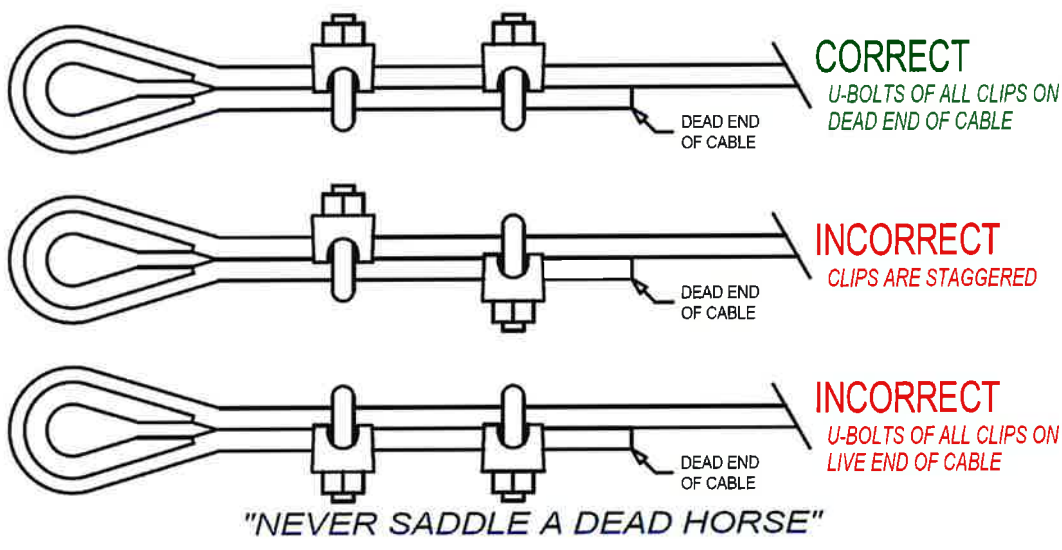 CORRECT
U-BOLTS OF ALL CLIPS ON
DEAD END OF CABLE
DEAD END
OF CABLE
INCORRECT
CLIPS ARE STAGGERED
DEAD END
OF CABLE
INCORRECT
U-BOLTS OF ALL CLIPS ON
LIVE END OF CABLE
DEAD END
OF CABLE
"NEVER SADDLE A DEAD HORSE"